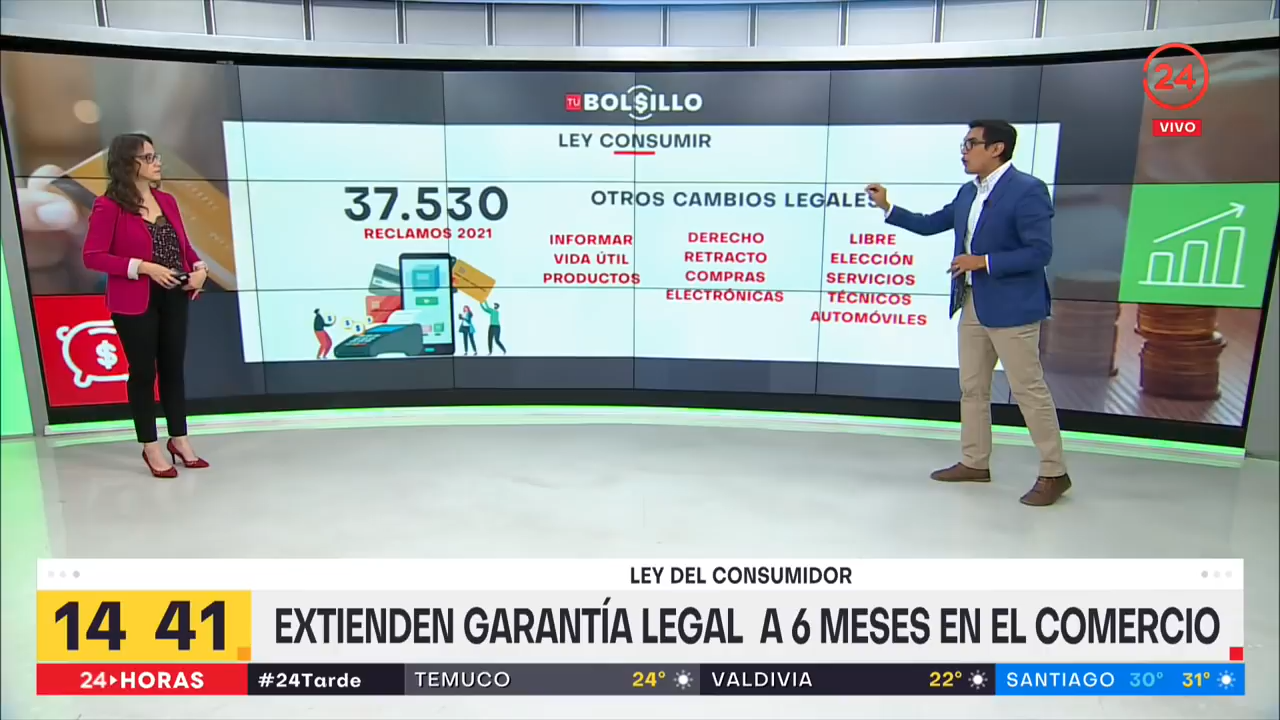 24
VIVO
TU BOLSILLO
LEY CONSUMIR
37.530
RECLAMOS 2021
OTROS CAMBIOS LEGALES
INFORMAR
VIDA ÚTIL
PRODUCTOS
DERECHO
RETRACTO
COMPRAS
ELECTRÓNICAS
LIBRE
ELECCIÓN
SERVICIOS
TÉCNICOS
AUTOMÓVILES
LEY DEL CONSUMIDOR
14 41
EXTIENDEN GARANTÍA LEGAL A 6 MESES EN EL COMERCIO
24 HORAS
#24Tarde
TEMUCO 24°
VALDIVIA 22°
SANTIAGO 30° 31°